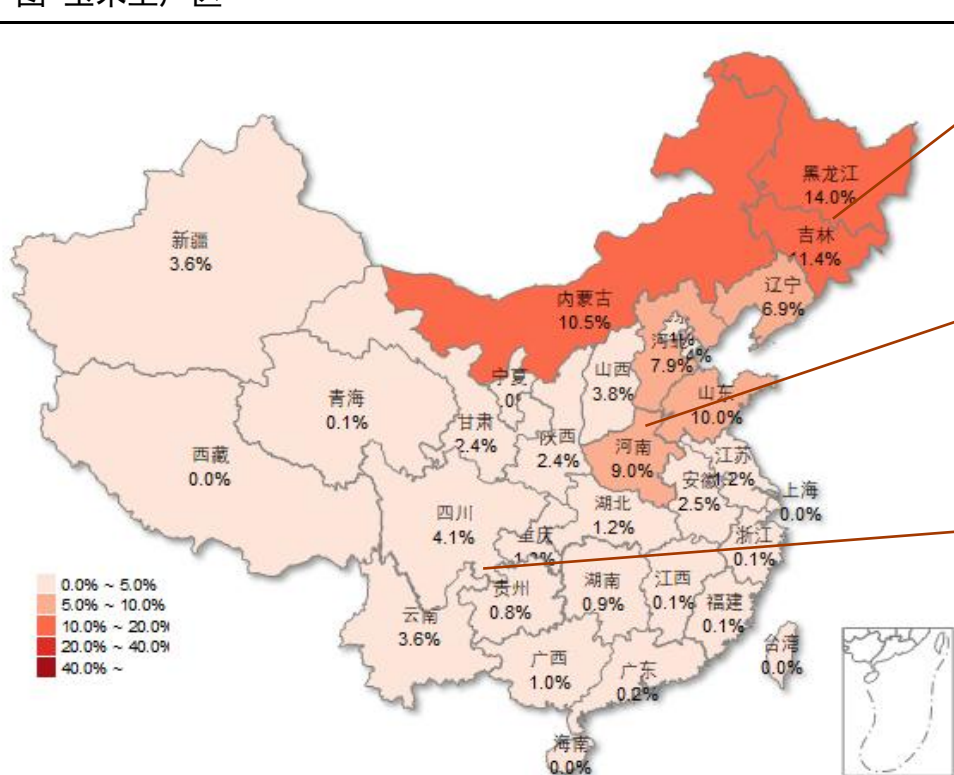 黑龙江
14.0%
吉林
11.4%
新疆
3.6%
辽宁
6.9%
内蒙古
10.5%
河北
7.9%
山西
3.8%
宁夏
山东
10.0%
青海
0.1%
甘肃
2.4%
陕西
2.4%
河南
9.0%
西藏
0.0%
江苏
1.2%
安徽
2.5%
上海
0.0%
四川
4.1%
湖北
1.2%
重庆
浙江
0.1%
贵州
0.8%
湖南
0.9%
江西
0.1%
福建
0.1%
云南
3.6%
广西
1.0%
广东
0.2%
台湾
0.0%
海南
0.0%
0.0% ~ 5.0%
5.0% ~ 10.0%
10.0% ~ 20.0%
20.0% ~ 40.0%
40.0% ~